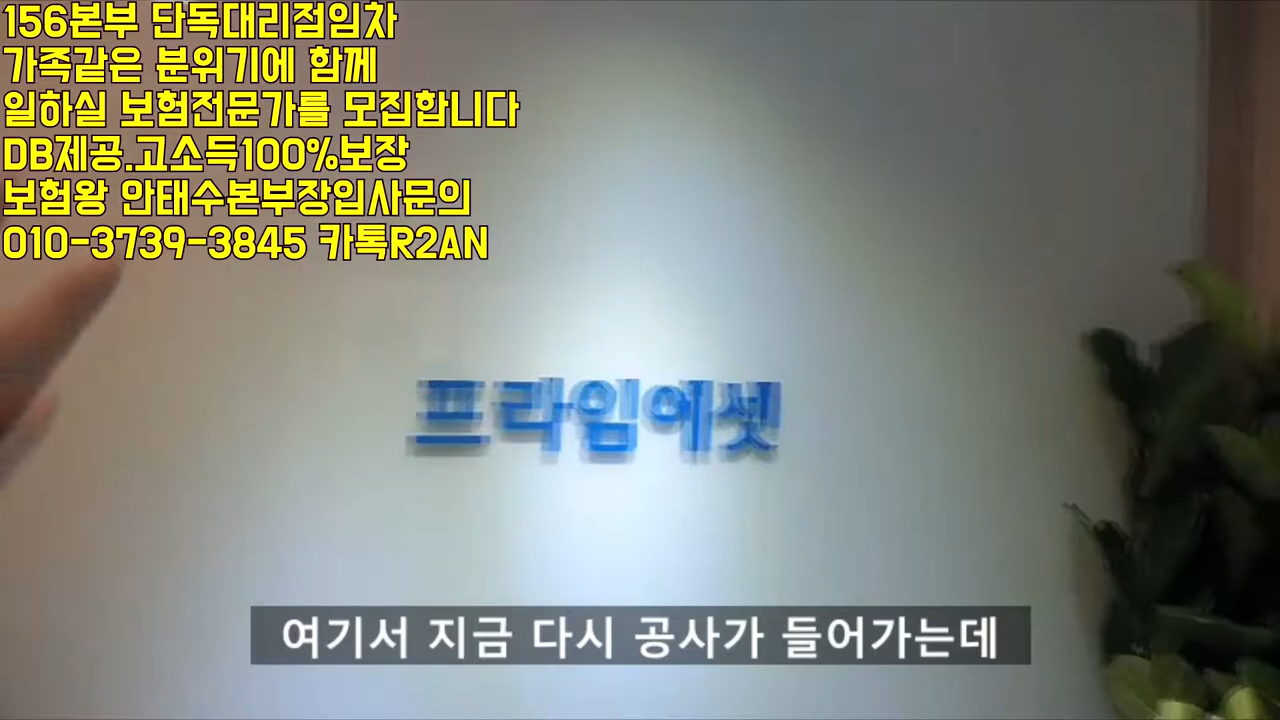 156본부 단독대리점임차
가족같은 분위기에 함께
일하실 보험전문가를 모집합니다
DB제공.고소득100%보장
보험왕 안태수본부장입사문의
010-3739-3845 카톡R2AN
프라임에셋
여기서 지금 다시 공사가 들어가는데